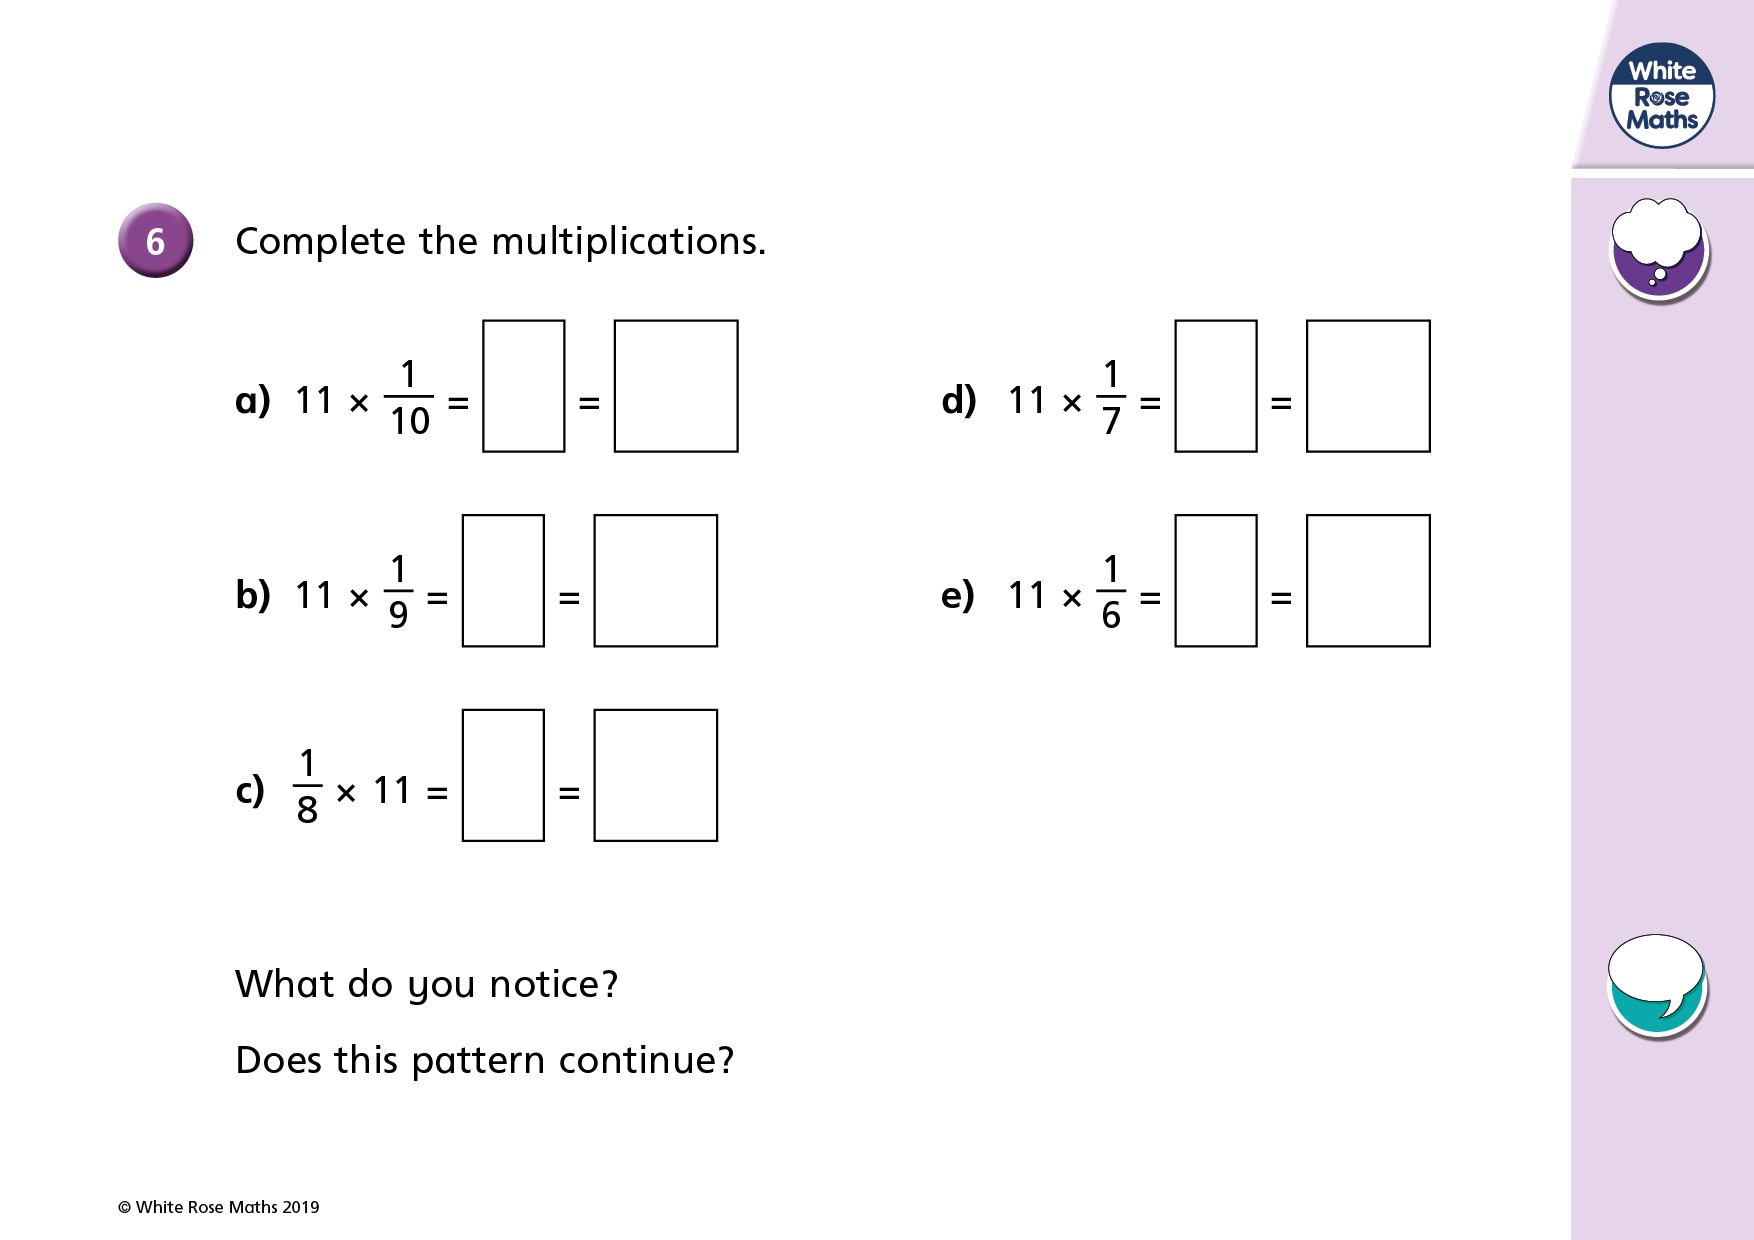 White
Rose
Maths
6 Complete the multiplications.
a) 11 × 1/10 = =
b) 11 × 1/9 = =
c) 1/8 × 11 = =
d) 11 × 1/7 = =
e) 11 × 1/6 = =
What do you notice?
Does this pattern continue?
© White Rose Maths 2019